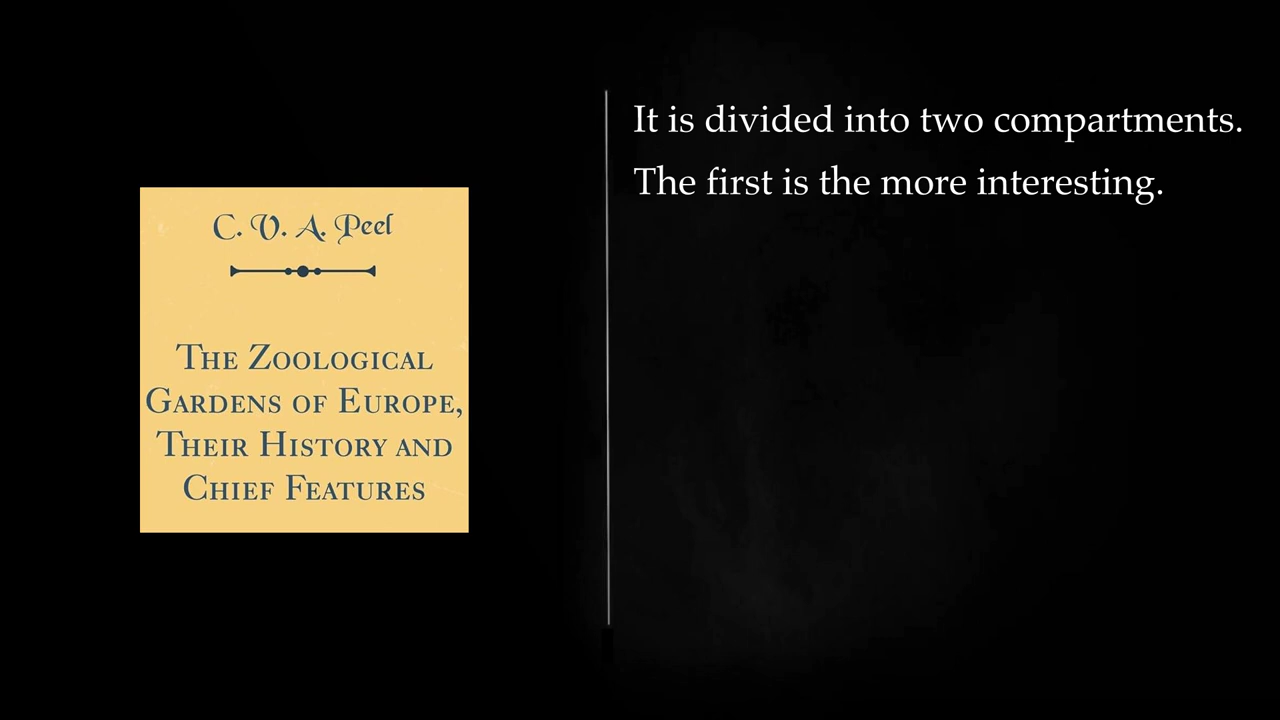 C. V. A. Peel
The Zoological
Gardens of Europe,
Their History and
Chief Features
It is divided into two compartments.
The first is the more interesting.